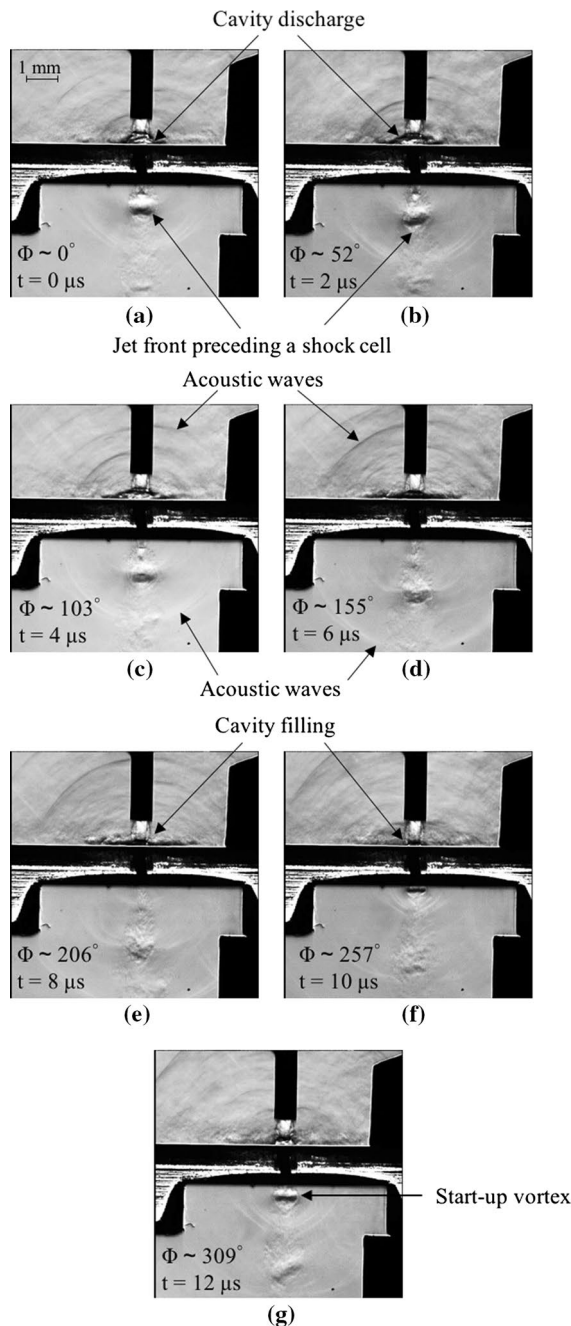 Cavity discharge
1 mm
Φ ~ 0°
t = 0 µs
(a)
Φ ~ 52°
t = 2 µs
(b)
Jet front preceding a shock cell
Acoustic waves
Φ ~ 103°
t = 4 µs
(c)
Φ ~ 155°
t = 6 µs
(d)
Acoustic waves
Cavity filling
Φ ~ 206°
t = 8 µs
(e)
Φ ~ 257°
t = 10 µs
(f)
Φ ~ 309°
t = 12 µs
Start-up vortex
(g)